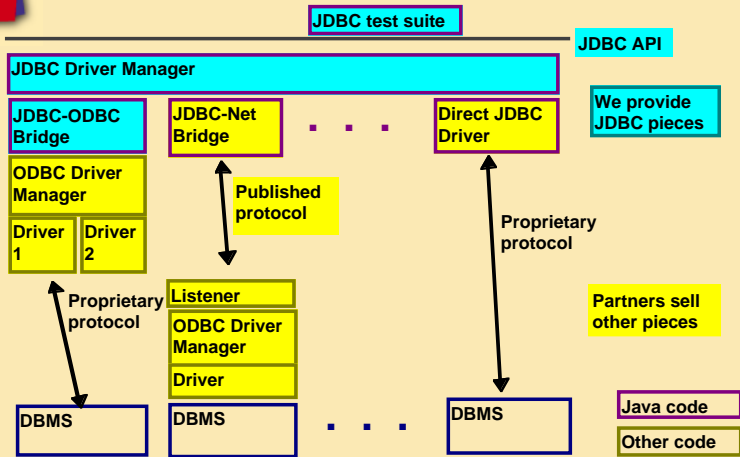 JDBC test suite
JDBC API
JDBC Driver Manager
JDBC-ODBC
Bridge
JDBC-Net
Bridge
. . .
Direct JDBC
Driver
We provide
JDBC pieces
ODBC Driver
Manager
Published
protocol
Driver
1
Driver
2
Proprietary
protocol
Proprietary
protocol
Listener
Partners sell
other pieces
ODBC Driver
Manager
Driver
DBMS
DBMS
. . .
DBMS
Java code
Other code